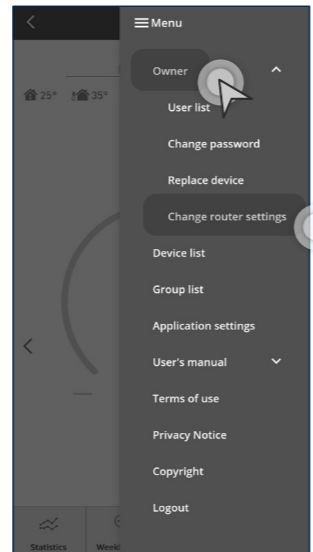 Menu
Owner
25° 35°
User list
Change password
Replace device
Change router settings
Device list
Group list
Application settings
User's manual
Terms of use
Privacy Notice
Copyright
Logout
Statistics